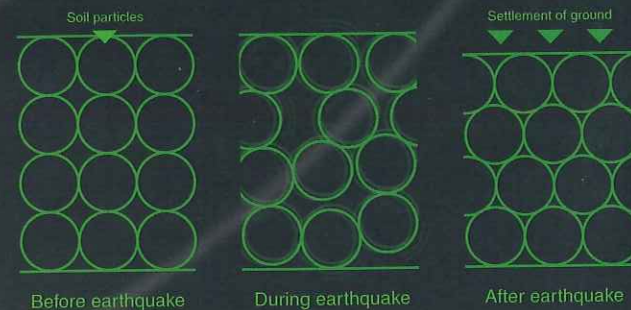 Soil particles
Settlement of ground
Before earthquake
During earthquake
After earthquake